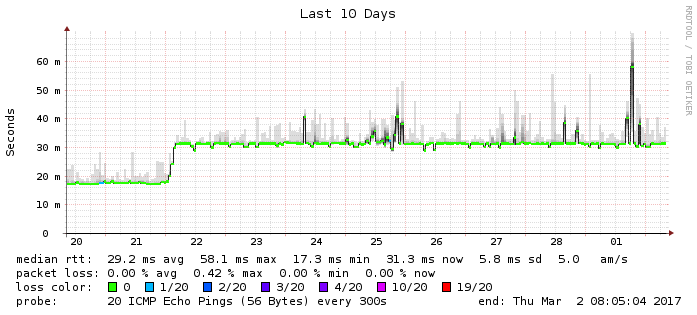 Last 10 Days
RRDTOOL / TOBI OETIKER
Seconds
60 m
50 m
40 m
30 m
20 m
10 m
0
20 21 22 23 24 25 26 27 28 01
median rtt: 29.2 ms avg 58.1 ms max 17.3 ms min 31.3 ms now 5.8 ms sd 5.0 am/s
packet loss: 0.00 % avg 0.42 % max 0.00 % min 0.00 % now
loss color: 0 1/20 2/20 3/20 4/20 10/20 19/20
probe: 20 ICMP Echo Pings (56 Bytes) every 300s end: Thu Mar 2 08:05:04 2017